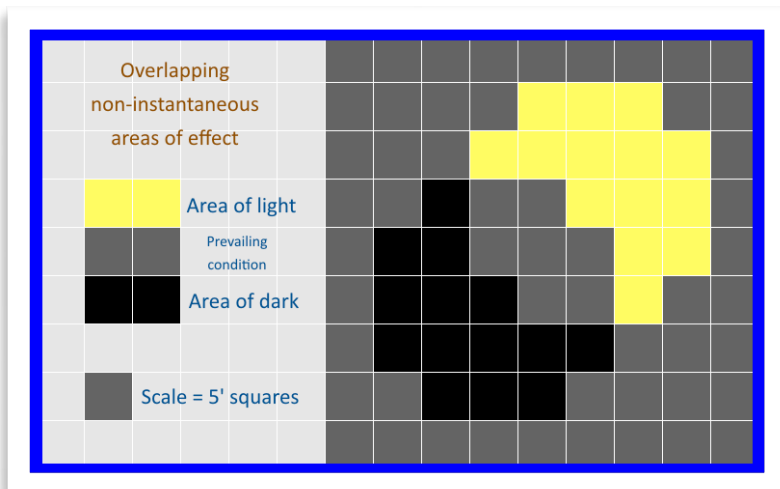 Overlapping
non-instantaneous
areas of effect
Area of light
Prevailing
condition
Area of dark
Scale = 5' squares